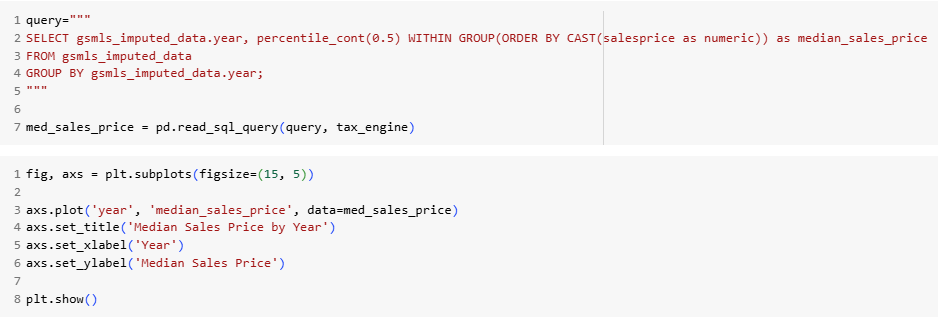 1 query="""
2 SELECT gsmls_imputed_data.year, percentile_cont(0.5) WITHIN GROUP(ORDER BY CAST(salesprice as numeric)) as median_sales_price
3 FROM gsmls_imputed_data
4 GROUP BY gsmls_imputed_data.year;
5 """
6
7 med_sales_price = pd.read_sql_query(query, tax_engine)
1 fig, axs = plt.subplots(figsize=(15, 5))
2
3 axs.plot('year', 'median_sales_price', data=med_sales_price)
4 axs.set_title('Median Sales Price by Year')
5 axs.set_xlabel('Year')
6 axs.set_ylabel('Median Sales Price')
7
8 plt.show()